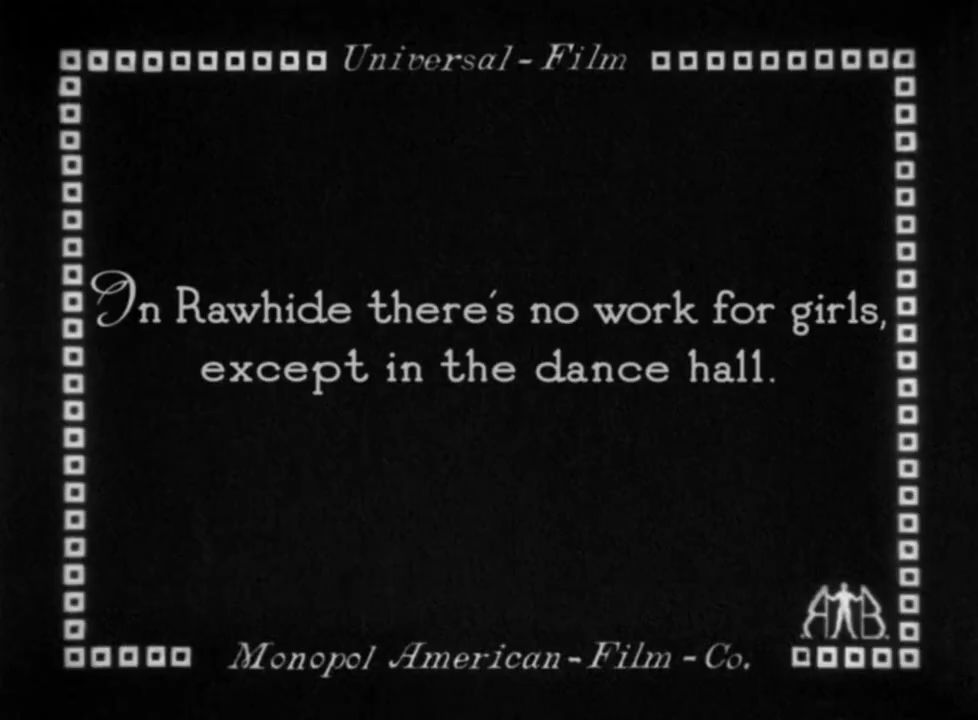 Universal-Film
In Rawhide there's no work for girls,
except in the dance hall.
A B.
Monopol American-Film-Co.